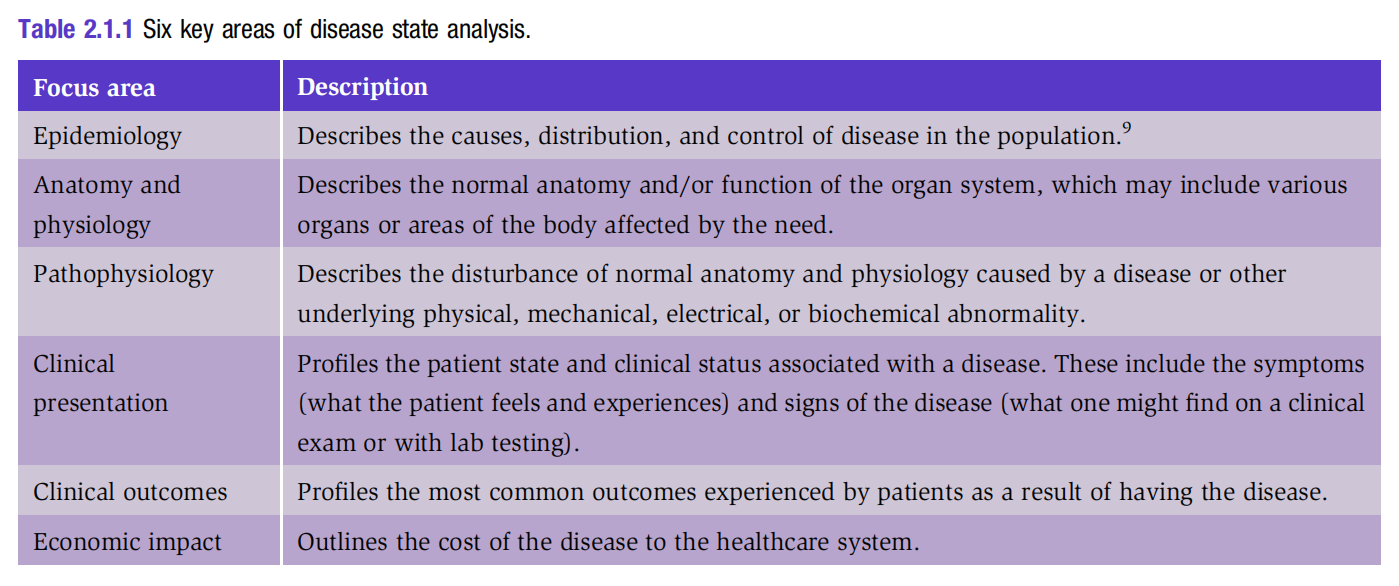 Table 2.1.1 Six key areas of disease state analysis.
Focus area Description
Epidemiology Describes the causes, distribution, and control of disease in the population.9
Anatomy and Describes the normal anatomy and/or function of the organ system, which may include various
physiology organs or areas of the body affected by the need.
Pathophysiology Describes the disturbance of normal anatomy and physiology caused by a disease or other
underlying physical, mechanical, electrical, or biochemical abnormality.
Clinical Profiles the patient state and clinical status associated with a disease. These include the symptoms
presentation (what the patient feels and experiences) and signs of the disease (what one might find on a clinical
exam or with lab testing).
Clinical outcomes Profiles the most common outcomes experienced by patients as a result of having the disease.
Economic impact Outlines the cost of the disease to the healthcare system.